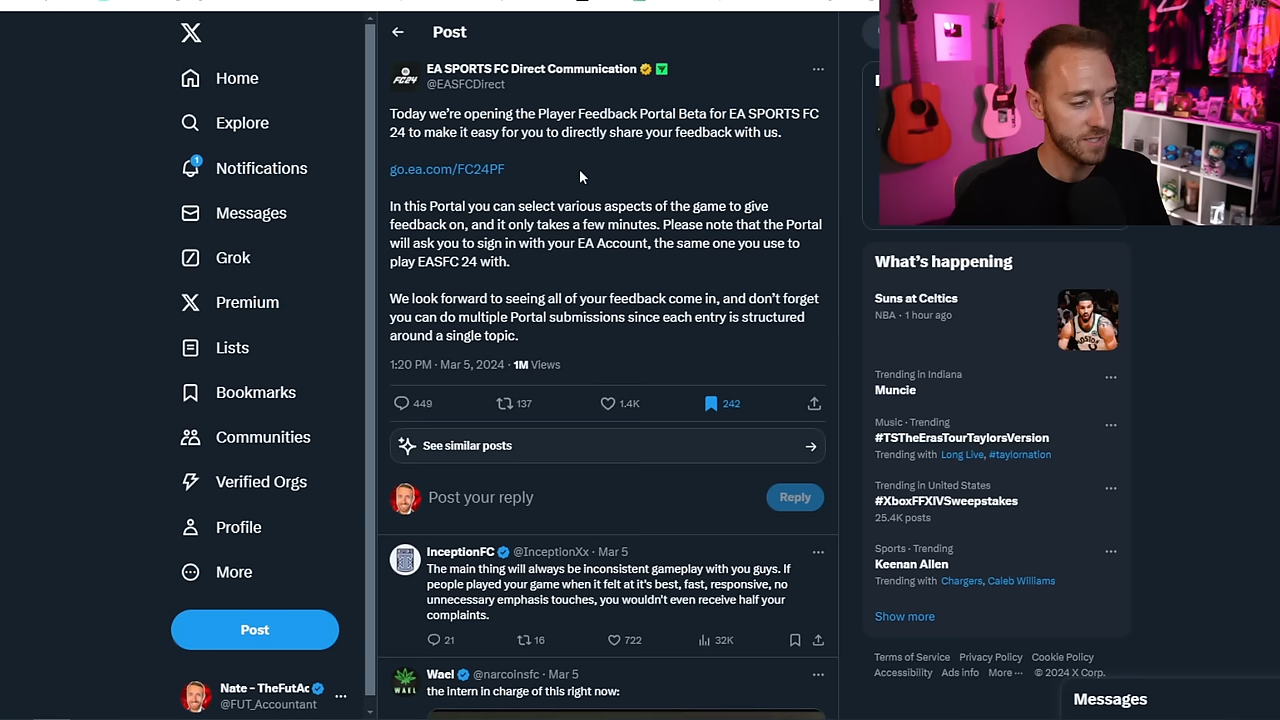 Home
Explore
1
Notifications
Messages
Grok
Premium
Lists
Bookmarks
Communities
Verified Orgs
Profile
More
Post
Nate - TheFutAc
@FUT_Accountant
Post
FC24
EA SPORTS FC Direct Communication
@EASFCDirect
Today we're opening the Player Feedback Portal Beta for EA SPORTS FC
24 to make it easy for you to directly share your feedback with us.
go.ea.com/FC24PF
In this Portal you can select various aspects of the game to give
feedback on, and it only takes a few minutes. Please note that the Portal
will ask you to sign in with your EA Account, the same one you use to
play EASFC 24 with.
We look forward to seeing all of your feedback come in, and don't forget
you can do multiple Portal submissions since each entry is structured
around a single topic.
1:20 PM · Mar 5, 2024 · 1M Views
449 137 1.4K 242
See similar posts
Post your reply
Reply
InceptionFC @InceptionXx · Mar 5
The main thing will always be inconsistent gameplay with you guys. If
people played your game when it felt at it's best, fast, responsive, no
unnecessary emphasis touches, you wouldn't even receive half your
complaints.
21 16 722 32K
WAEL
Wael @narcoinsfc · Mar 5
the intern in charge of this right now:
What's happening
Suns at Celtics
NBA · 1 hour ago
BOSTON
Trending in Indiana
Muncie
Music · Trending
#TSTheErasTourTaylorsVersion
Trending with Long Live, #taylornation
Trending in United States
#XboxFFXIVSweepstakes
25.4K posts
Sports · Trending
Keenan Allen
Trending with Chargers, Caleb Williams
Show more
Terms of Service Privacy Policy Cookie Policy
Accessibility Ads info More ··· © 2024 X Corp.
Messages